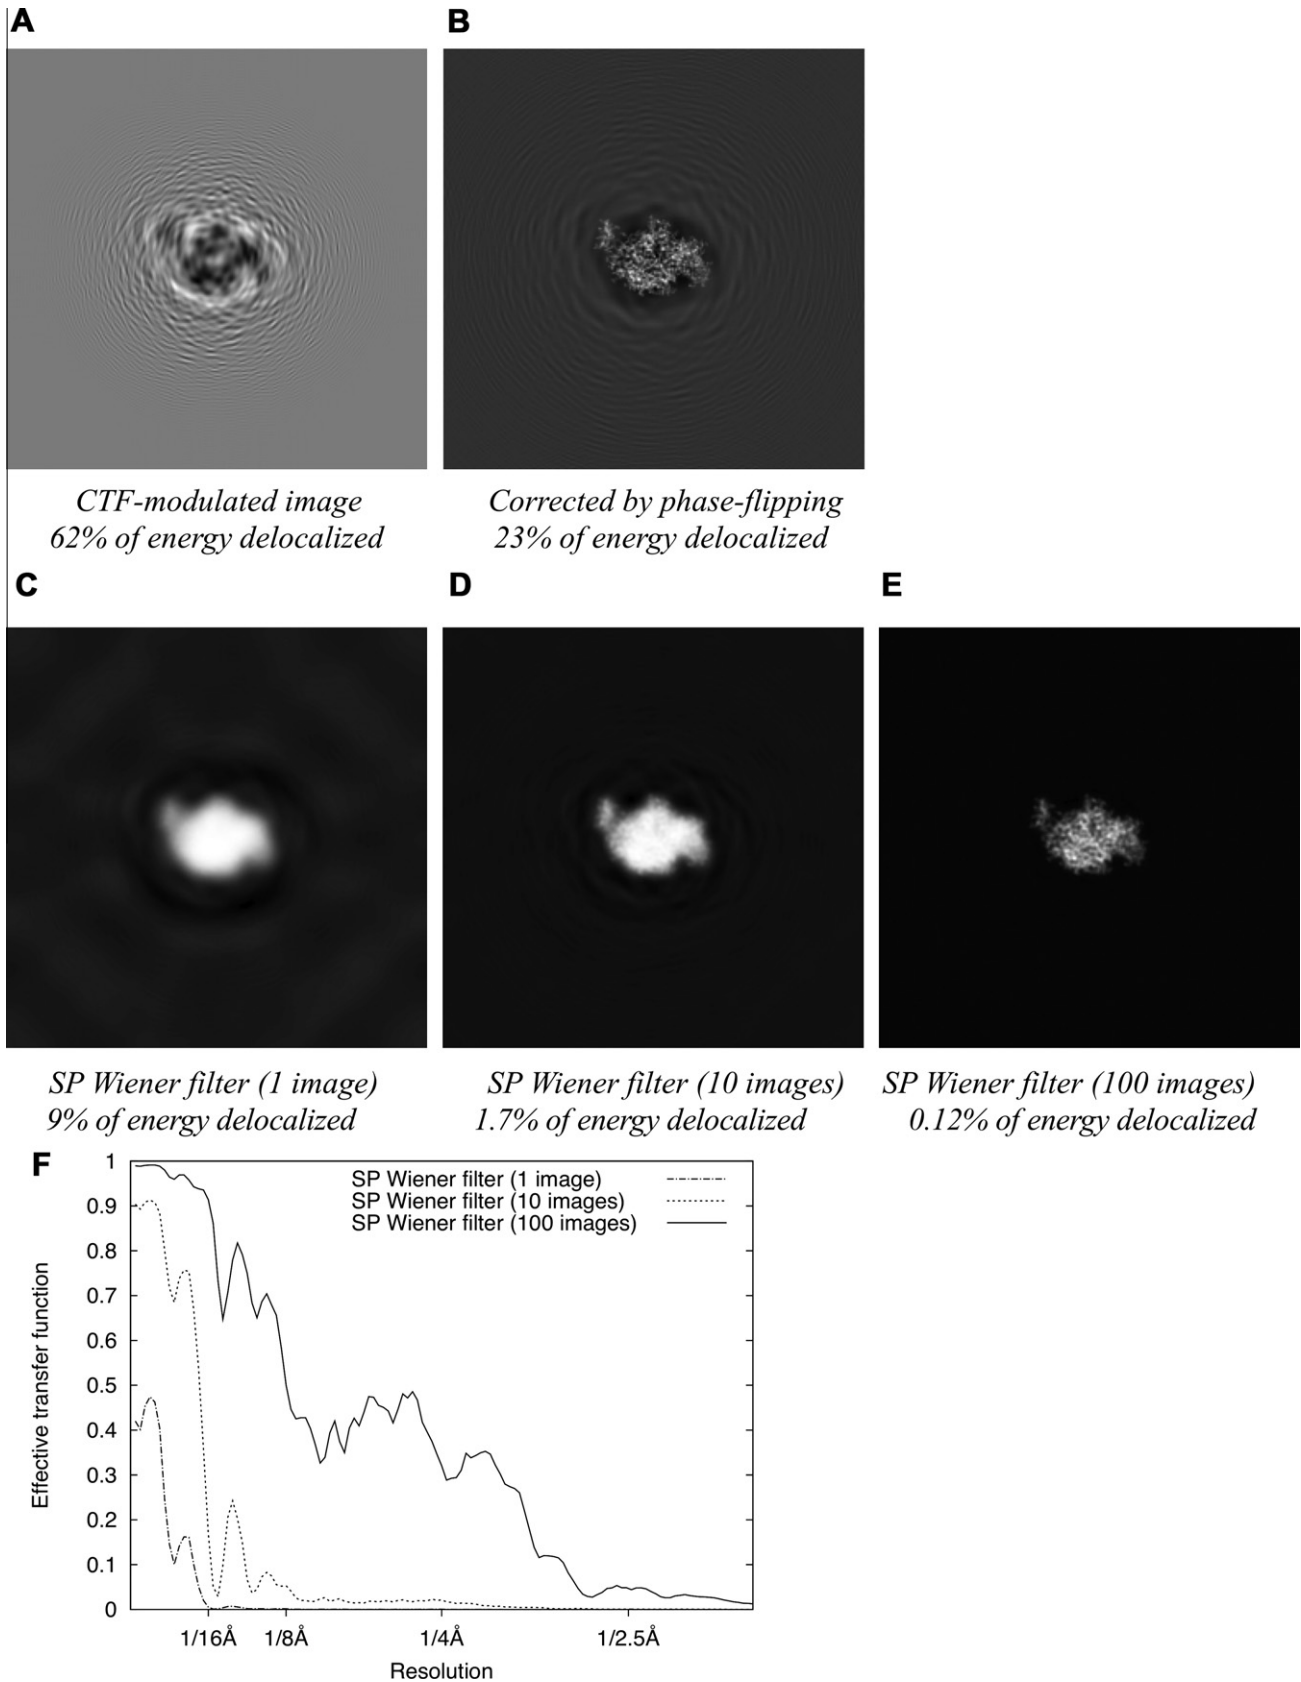 A
B
CTF-modulated image
62% of energy delocalized
Corrected by phase-flipping
23% of energy delocalized
C
D
E
SP Wiener filter (1 image)
9% of energy delocalized
SP Wiener filter (10 images)
1.7% of energy delocalized
SP Wiener filter (100 images)
0.12% of energy delocalized
F
SP Wiener filter (1 image)
SP Wiener filter (10 images)
SP Wiener filter (100 images)
Effective transfer function
1
0.9
0.8
0.7
0.6
0.5
0.4
0.3
0.2
0.1
0
1/16Å
1/8Å
1/4Å
1/2.5Å
Resolution